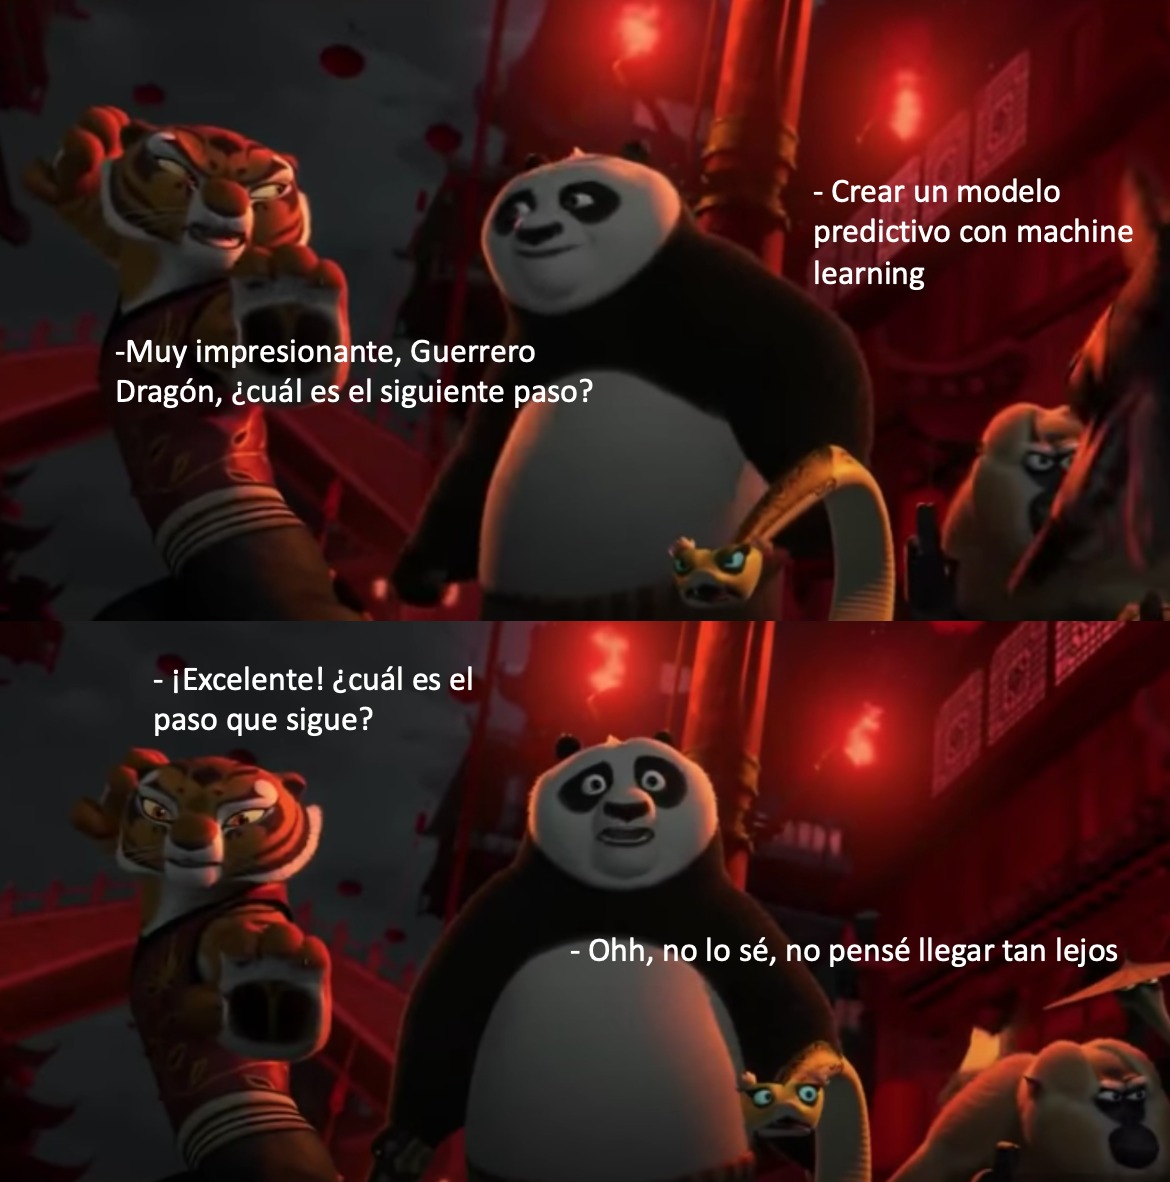 -Muy impresionante, Guerrero
Dragón, ¿cuál es el siguiente paso?
- Crear un modelo
predictivo con machine
learning
- ¡Excelente! ¿cuál es el
paso que sigue?
- Ohh, no lo sé, no pensé llegar tan lejos